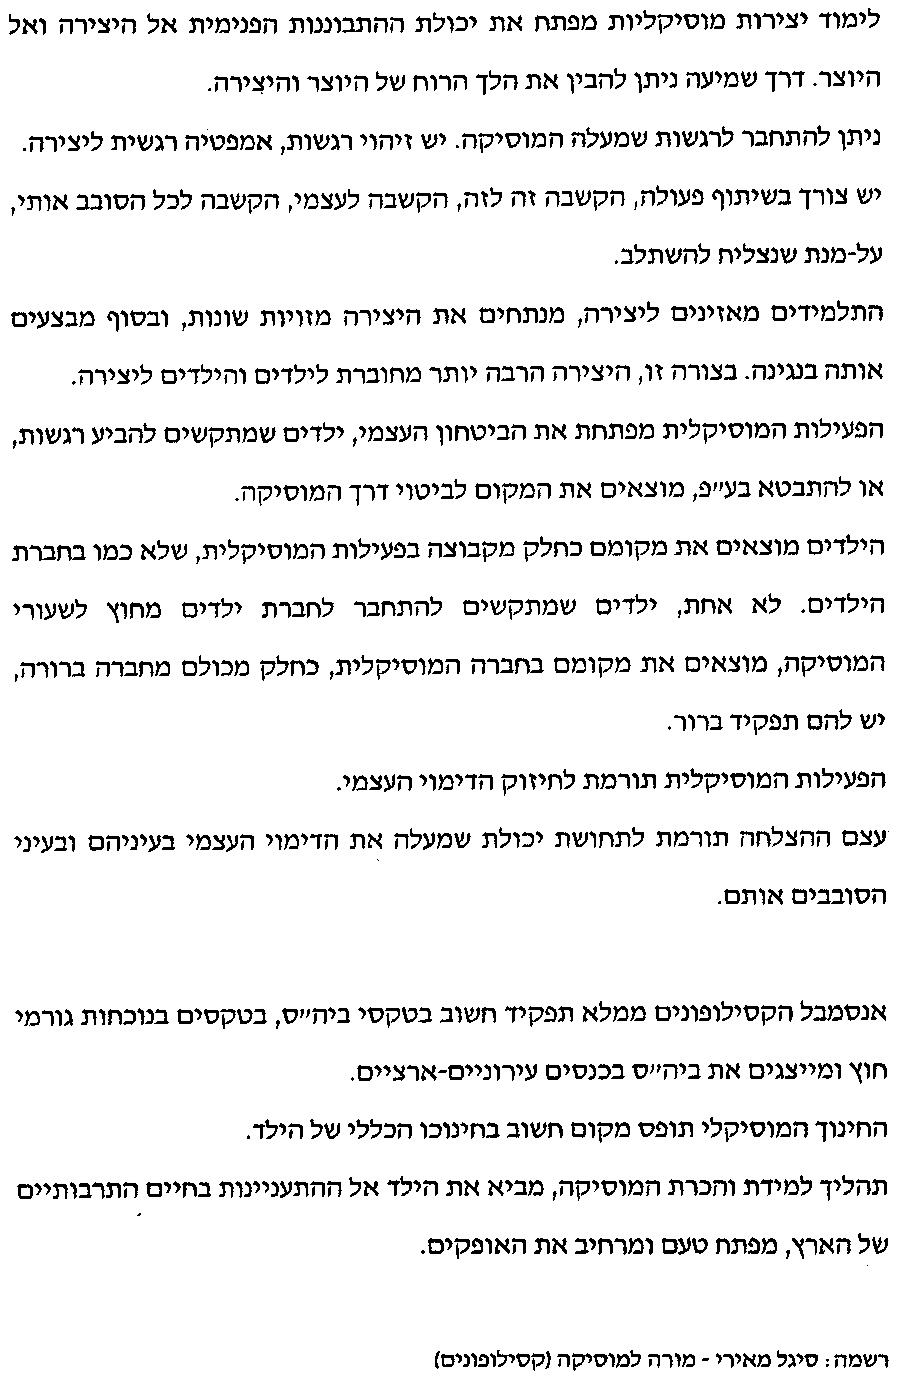 לימוד יצירות מוסיקליות מפתח את יכולת ההתבוננות הפנימית אל היצירה ואל
היוצר. דרך שמיעה ניתן להבין את הלך הרוח של היוצר והיצירה.
ניתן להתחבר לרגשות שמעלה המוסיקה. יש זיהוי רגשות, אמפטיה רגשית ליצירה.
יש צורך בשיתוף פעולה, הקשבה זה לזה, הקשבה לעצמי, הקשבה לכל הסובב אותי,
על-מנת שנצליח להשתלב.
התלמידים מאזינים ליצירה, מנתחים את היצירה מזויות שונות, ובסוף מבצעים
אותה בנגינה. בצורה זו, היצירה הרבה יותר מחוברת לילדים והילדים ליצירה.
הפעילות המוסיקלית מפתחת את הביטחון העצמי, ילדים שמתקשים להביע רגשות,
או להתבטא בע״פ, מוצאים את המקום לביטוי דרך המוסיקה.
הילדים מוצאים את מקומם כחלק מקבוצה בפעילות המוסיקלית, שלא כמו בחברת
הילדים. לא אחת, ילדים שמתקשים להתחבר לחברת ילדים מחוץ לשעורי
המוסיקה, מוצאים את מקומם בחברה המוסיקלית, כחלק מכולם מחברה ברורה,
יש להם תפקיד ברור.
הפעילות המוסיקלית תורמת לחיזוק הדימוי העצמי.
עצם ההצלחה תורמת לתחושת יכולת שמעלה את הדימוי העצמי בעיניהם ובעיני
הסובבים אותם.
אנסמבל הקסילופונים ממלא תפקיד חשוב בטקסי ביה״ס, בטקסים בנוכחות גורמי
חוץ ומייצגים את ביה״ס בכנסים עירוניים-ארציים.
החינוך המוסיקלי תופס מקום חשוב בחינוכו הכללי של הילד.
תהליך למידת והכרת המוסיקה, מביא את הילד אל ההתעניינות בחיים התרבותיים
של הארץ, מפתח טעם ומרחיב את האופקים.
רשמה: סיגל מאירי - מורה למוסיקה (קסילופונים)